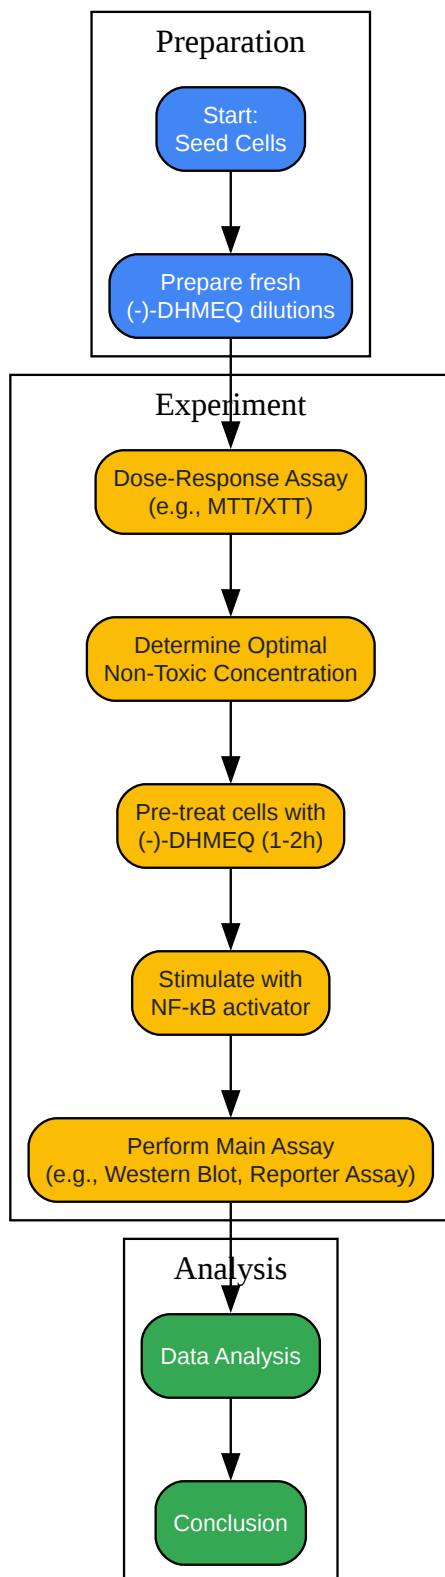 Preparation
Start:
Seed Cells
Prepare fresh
(-)-DHMEQ dilutions
Experiment
Dose-Response Assay
(e.g., MTT/XTT)
Determine Optimal
Non-Toxic Concentration
Pre-treat cells with
(-)-DHMEQ (1-2h)
Stimulate with
NF-κB activator
Perform Main Assay
(e.g., Western Blot, Reporter Assay)
Analysis
Data Analysis
Conclusion